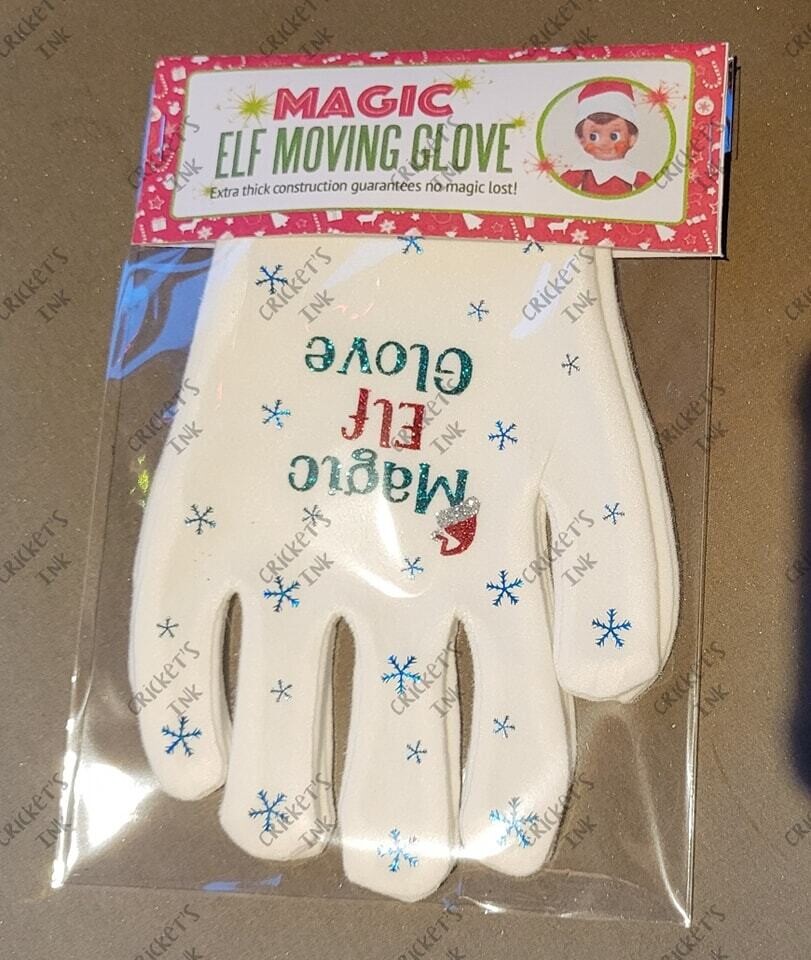 MAGIC
ELF MOVING GLOVE
Extra thick construction guarantees no magic lost!
Magic
Elf
Glove
CRICKET'S
INK